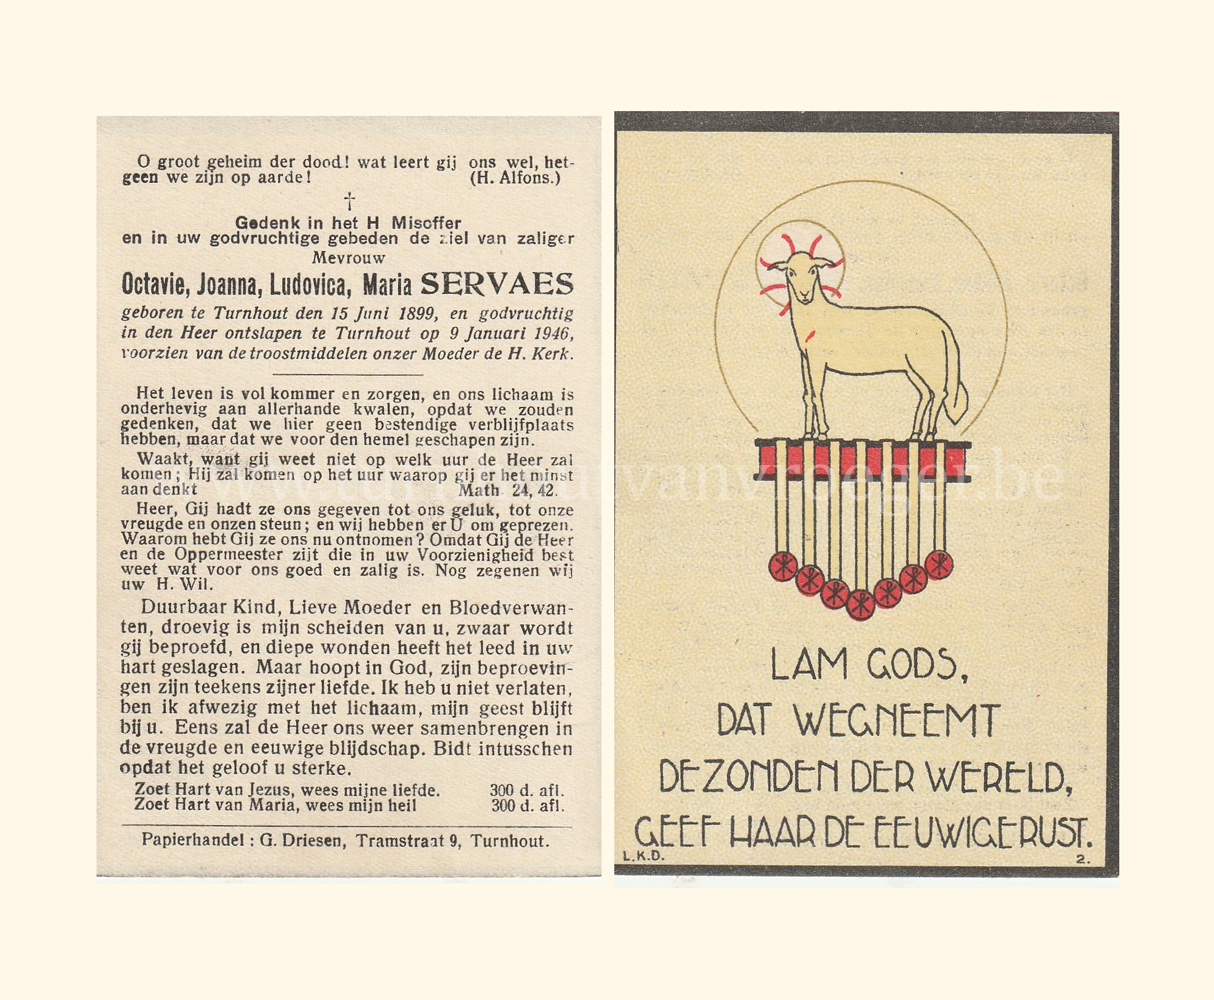 O groot geheim der dood! wat leert gij ons wel, het-
geen we zijn op aarde! (H. Alfons.)
†
Gedenk in het H Misoffer
en in uw godvruchtige gebeden de ziel van zaliger
Mevrouw
Octavie, Joanna, Ludovica, Maria SERVAES
geboren te Turnhout den 15 Juni 1899, en godvruchtig
in den Heer ontslapen te Turnhout op 9 Januari 1946,
voorzien van de troostmiddelen onzer Moeder de H. Kerk.
Het leven is vol kommer en zorgen, en ons lichaam is
onderhevig aan allerhande kwalen, opdat we zouden
gedenken, dat we hier geen bestendige verblijfplaats
hebben, maar dat we voor den hemel geschapen zijn.
Waakt, want gij weet niet op welk uur de Heer zal
komen; Hij zal komen op het uur waarop gij er het minst
aan denkt Math 24, 42.
Heer, Gij hadt ze ons gegeven tot ons geluk, tot onze
vreugde en onzen steun; en wij hebben er U om geprezen.
Waarom hebt Gij ze ons nu ontnomen? Omdat Gij de Heer
en de Oppermeester zijt die in uw Voorzienigheid best
weet wat voor ons goed en zalig is. Nog zegenen wij
uw H. Wil.
Duurbaar Kind, Lieve Moeder en Bloedverwan-
ten, droevig is mijn scheiden van u, zwaar wordt
gij beproefd, en diepe wonden heeft het leed in uw
hart geslagen. Maar hoopt in God, zijn beproevin-
gen zijn teekens zijner liefde. Ik heb u niet verlaten,
ben ik afwezig met het lichaam, mijn geest blijft
bij u. Eens zal de Heer ons weer samenbrengen in
de vreugde en eeuwige blijdschap. Bidt intusschen
opdat het geloof u sterke.
Zoet Hart van Jezus, wees mijne liefde. 300 d. afl.
Zoet Hart van Maria, wees mijn heil 300 d. afl.
Papierhandel: G. Driesen, Tramstraat 9, Turnhout.
www.turnhoutvanvroeger.be
LAM GODS,
DAT WEGNEEMT
DE ZONDEN DER WERELD,
GEEF HAAR DE EEUWIGE RUST.
L.K.D. 2.